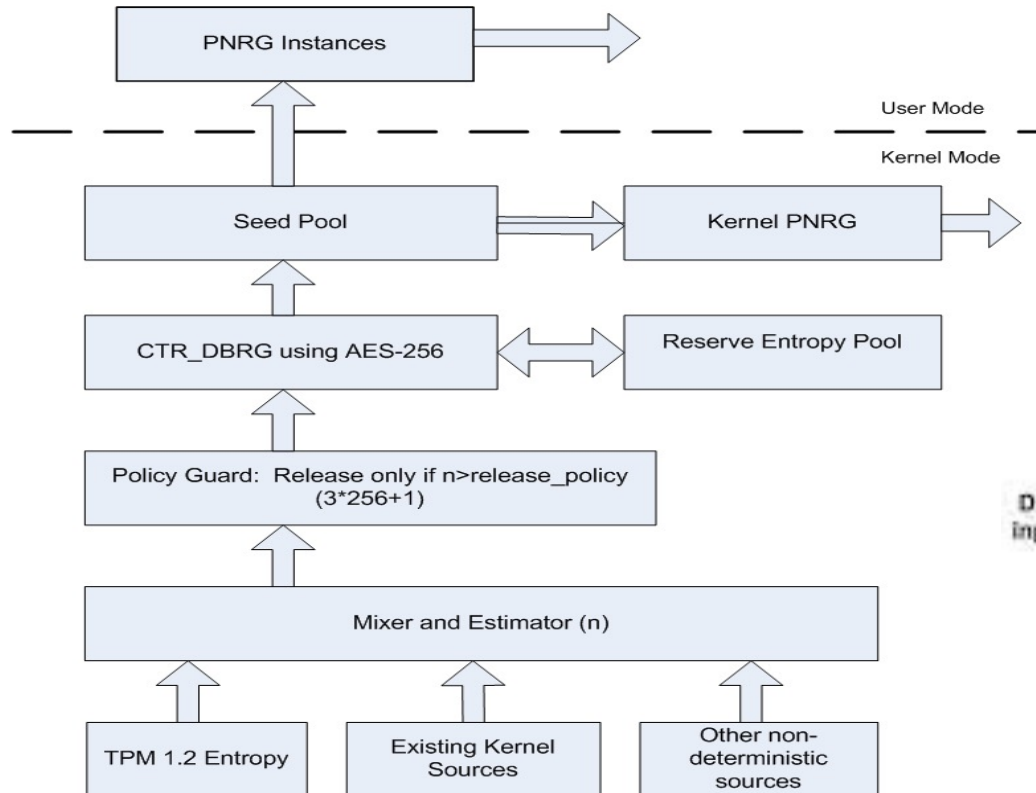 PNRG Instances
User Mode
Kernel Mode
Seed Pool
Kernel PNRG
CTR_DBRG using AES-256
Reserve Entropy Pool
Policy Guard: Release only if n>release_policy
(3*256+1)
D
inp
Mixer and Estimator (n)
TPM 1.2 Entropy
Existing Kernel
Sources
Other non-
deterministic
sources